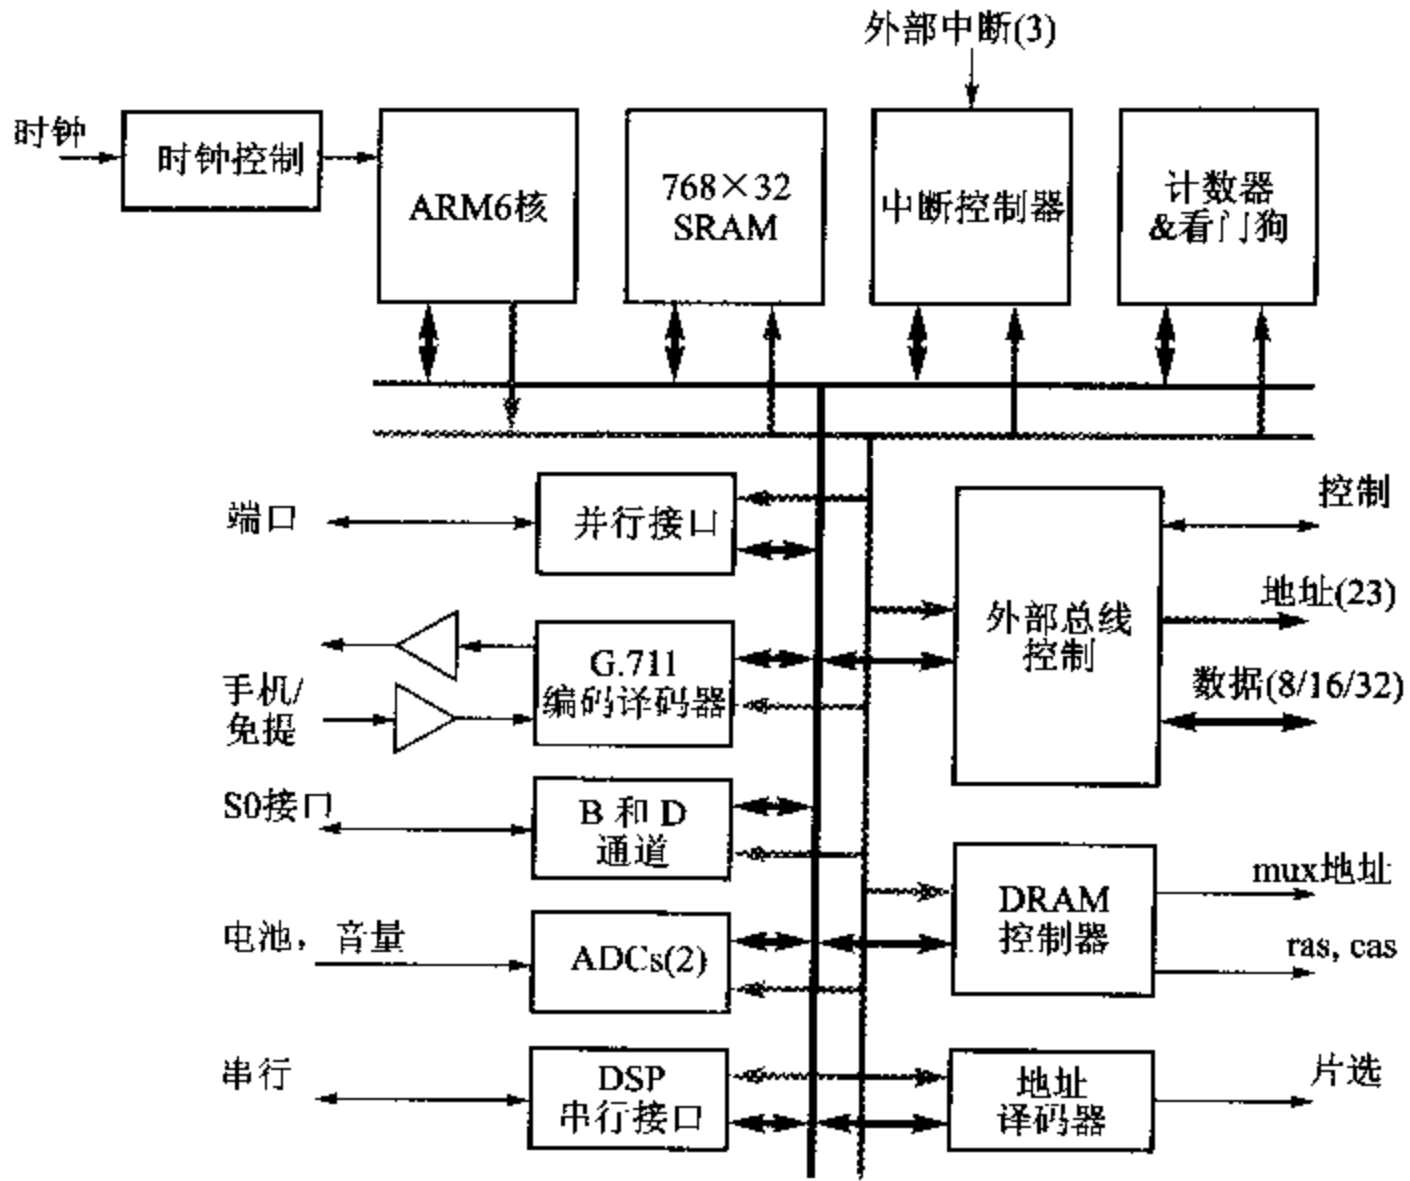 外部中断(3)
时钟
时钟控制
ARM6核
768×32
SRAM
中断控制器
计数器
&看门狗
端口
并行接口
手机/
免提
G.711
编码译码器
S0接口
B 和 D
通道
电池，音量
ADCs(2)
串行
DSP
串行接口
外部总线
控制
控制
地址(23)
数据(8/16/32)
DRAM
控制器
mux地址
ras, cas
地址
译码器
片选